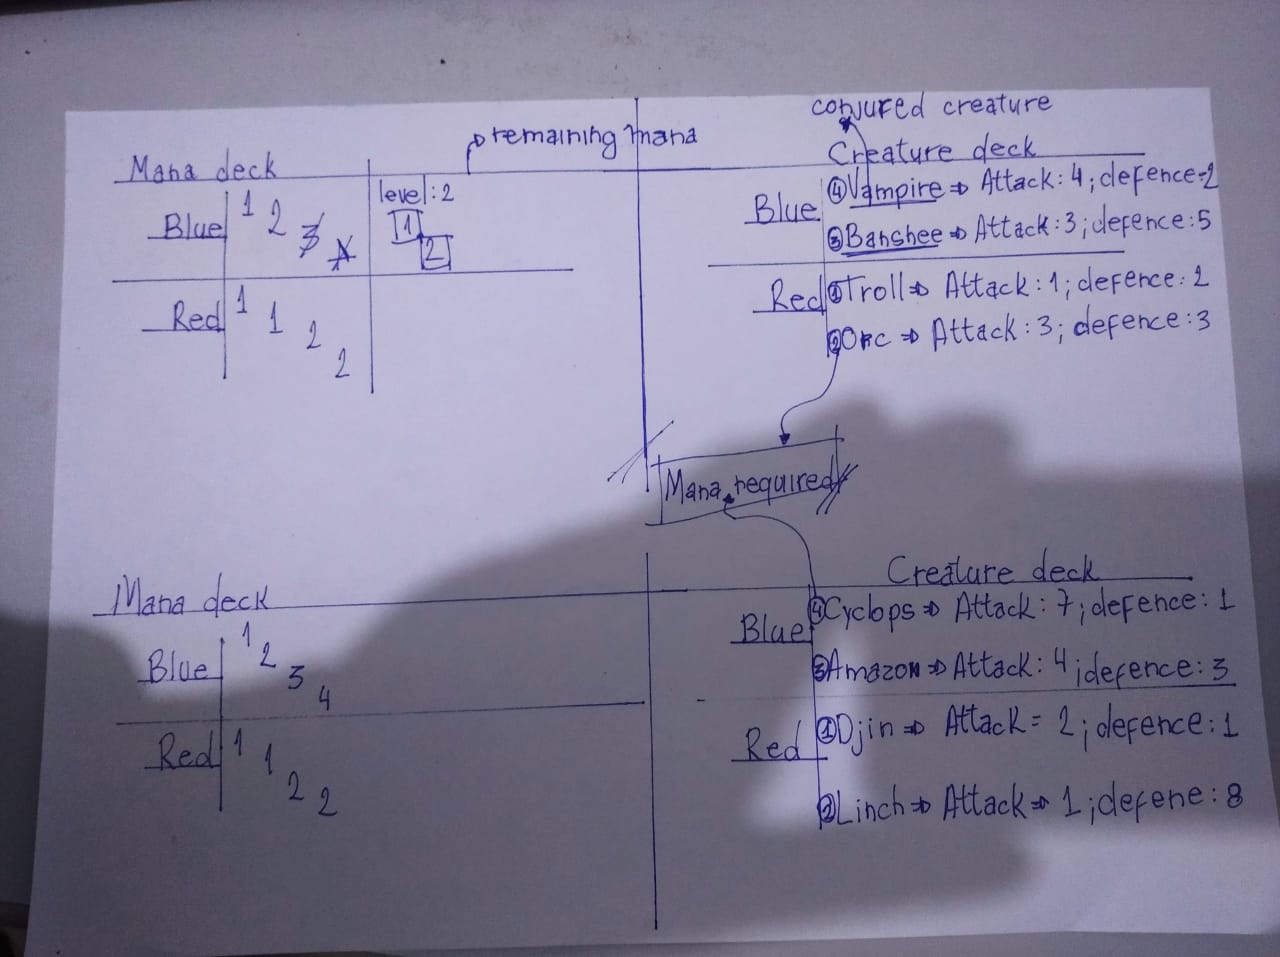 conjured creature
remaining mana
Mana deck
Creature deck
Blue 1 2 3 4
level: 2
1
2
Blue
④Vampire ⇒ Attack: 4; defence-2
③Banshee ⇒ Attack: 3; defence: 5
Red 1 1 2 2
Red
①Troll ⇒ Attack: 1; defence: 2
②Orc ⇒ Attack: 3; defence: 3
Mana required
Mana deck
Creature deck
Blue 1 2 3 4
Blue
④Cyclops ⇒ Attack: 7; defence: 1
③Amazon ⇒ Attack: 4; defence: 3
Red 1 1 2 2
Red
①Djin ⇒ Attack = 2; defence: 1
②Linch ⇒ Attack ⇒ 1; defene: 8